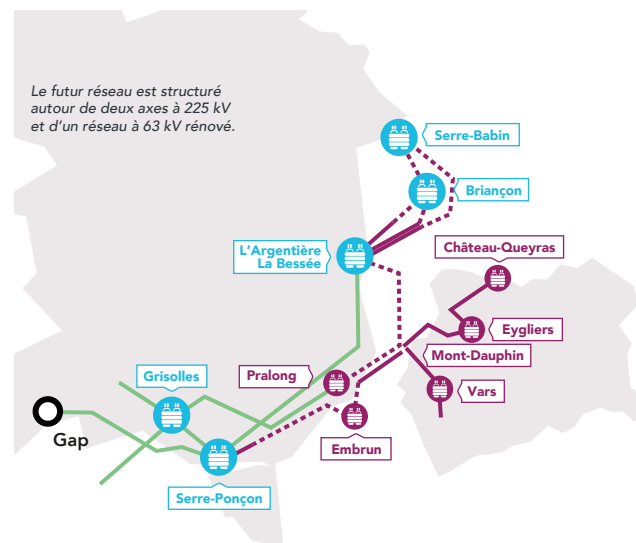 Le futur réseau est structuré
autour de deux axes à 225 kV
et d'un réseau à 63 kV rénové.
Serre-Babin
Briançon
L'Argentière
La Bessée
Château-Queyras
Eygliers
Mont-Dauphin
Pralong
Grisolles
Vars
Gap
Embrun
Serre-Ponçon